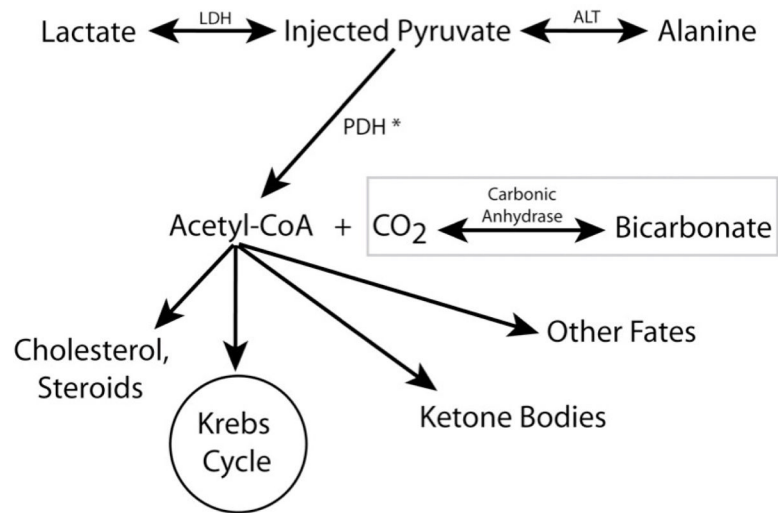 Lactate LDH Injected Pyruvate ALT Alanine
PDH *
Acetyl-CoA + CO₂ Carbonic
Anhydrase Bicarbonate
Cholesterol,
Steroids
Krebs
Cycle
Ketone Bodies
Other Fates